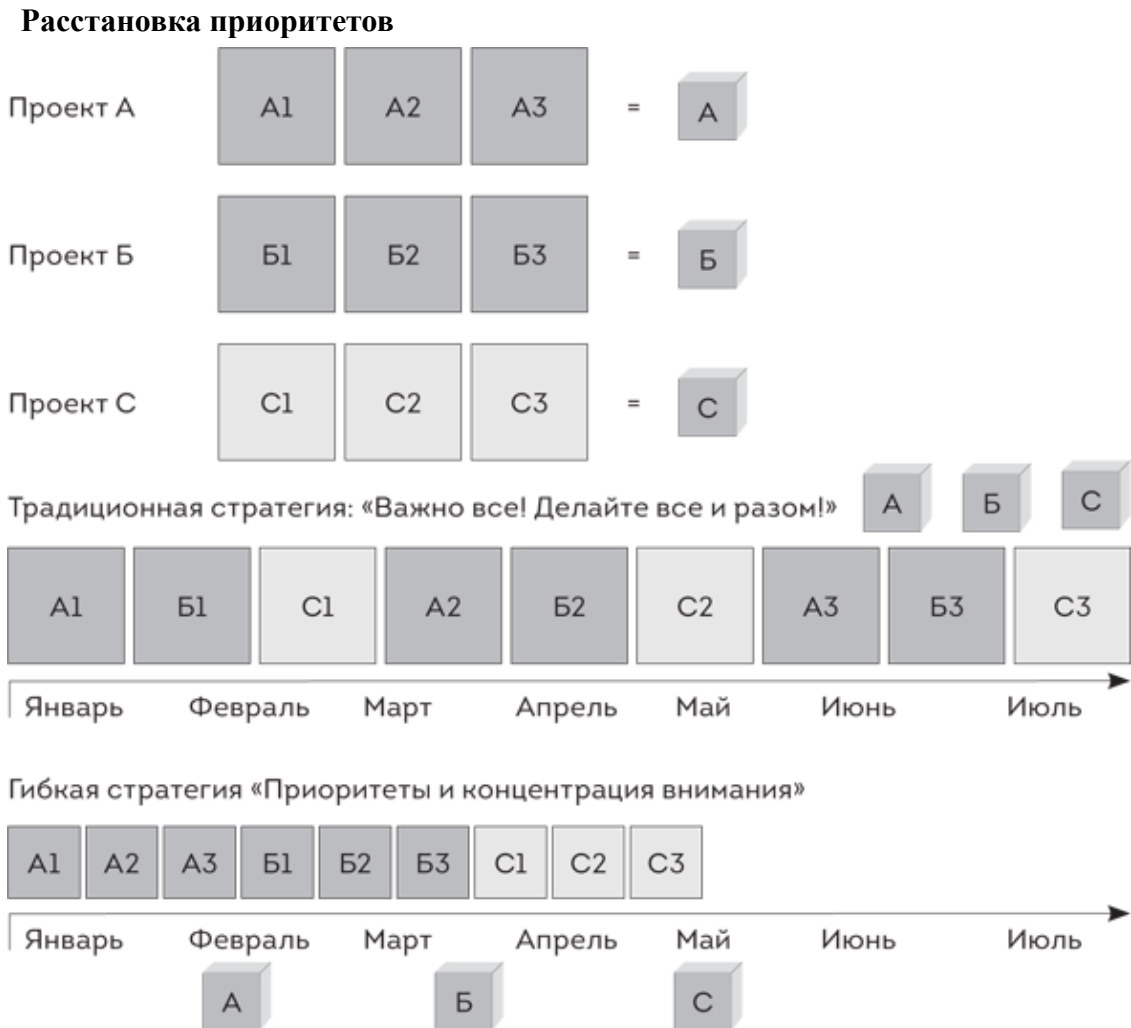 Расстановка приоритетов
Проект А А1 А2 А3 = А
Проект Б Б1 Б2 Б3 = Б
Проект С С1 С2 С3 = С
Традиционная стратегия: «Важно все! Делайте все и разом!» А Б С
А1 Б1 С1 А2 Б2 С2 А3 Б3 С3
Январь Февраль Март Апрель Май Июнь Июль
Гибкая стратегия «Приоритеты и концентрация внимания»
А1 А2 А3 Б1 Б2 Б3 С1 С2 С3
Январь Февраль Март Апрель Май Июнь Июль
А Б С